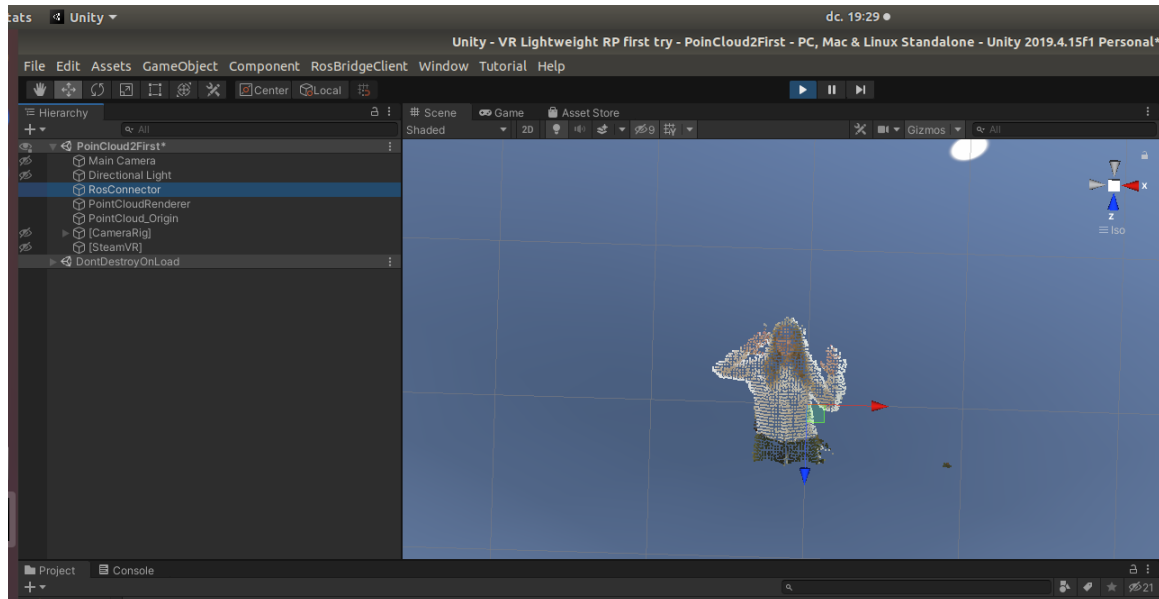 tats Unity dc. 19:29
Unity - VR Lightweight RP first try - PoinCloud2First - PC, Mac & Linux Standalone - Unity 2019.4.15f1 Personal*
File Edit Assets GameObject Component RosBridgeClient Window Tutorial Help
Center Local
Hierarchy
All
PoinCloud2First*
Main Camera
Directional Light
RosConnector
PointCloudRenderer
PointCloud_Origin
[CameraRig]
[SteamVR]
DontDestroyOnLoad
Scene Game Asset Store
Shaded 2D 9 Gizmos All
x
z
Iso
Project Console
21